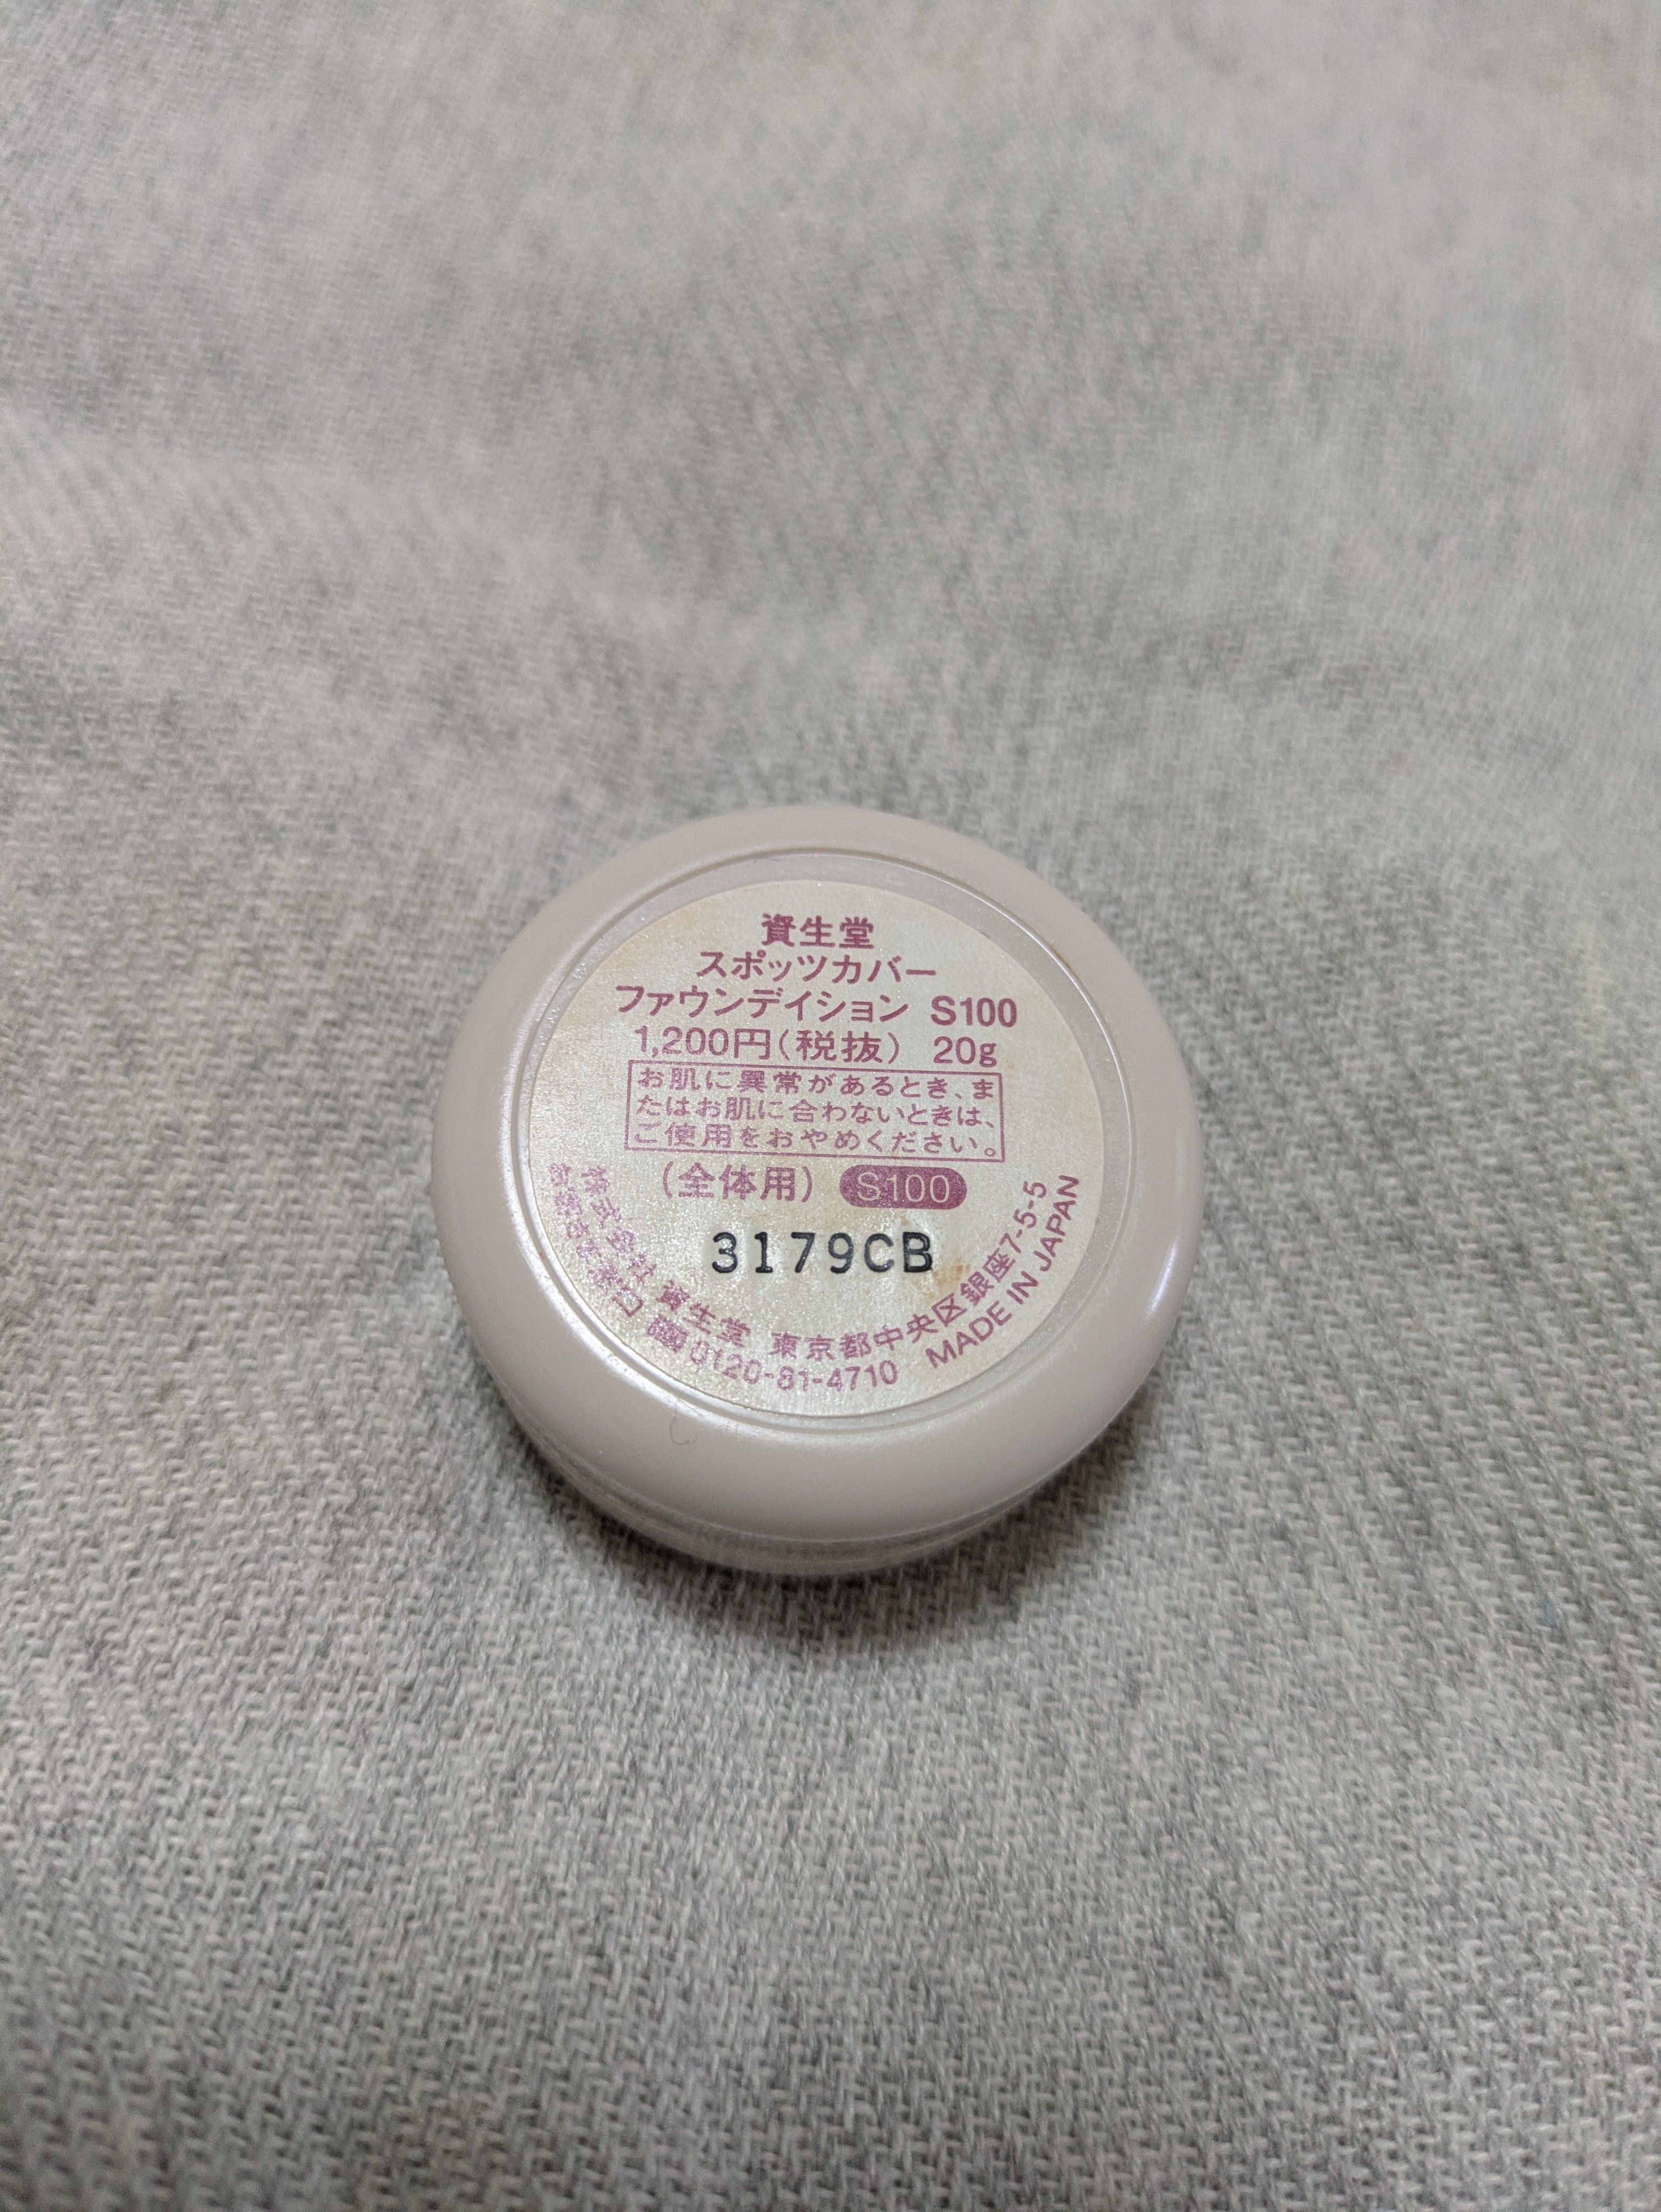 資生堂
スポッツカバー
ファウンデイション S100
1,200円(税抜) 20g
お肌に異常があるとき、ま
たはお肌に合わないときは、
ご使用をおやめください。
(全体用) S100
3179CB
株式会社 資生堂 東京都中央区銀座7-5-5
0120-81-4710 MADE IN JAPAN